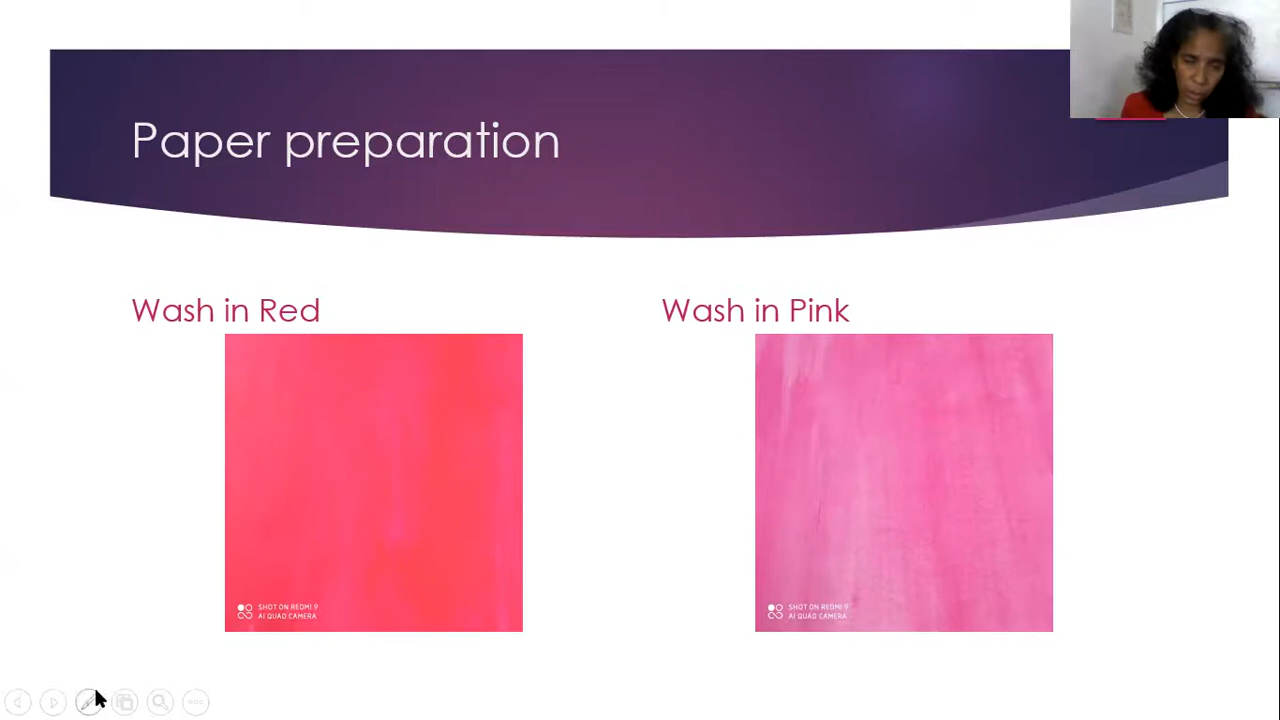 Paper preparation
Wash in Red
Wash in Pink
SHOT ON REDMI 9
AI QUAD CAMERA
SHOT ON REDMI 9
AI QUAD CAMERA